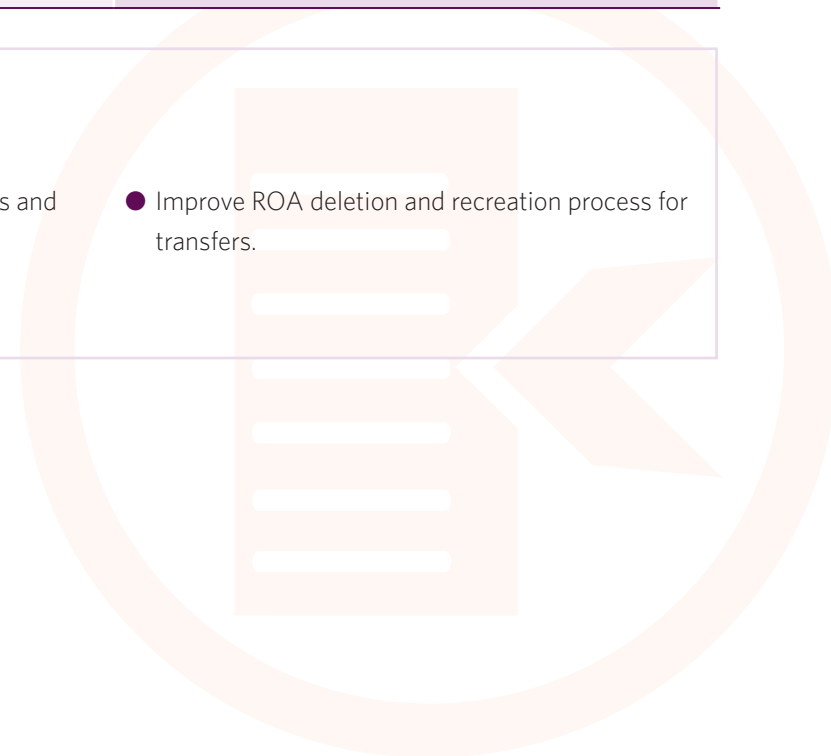 s and
● Improve ROA deletion and recreation process for
transfers.